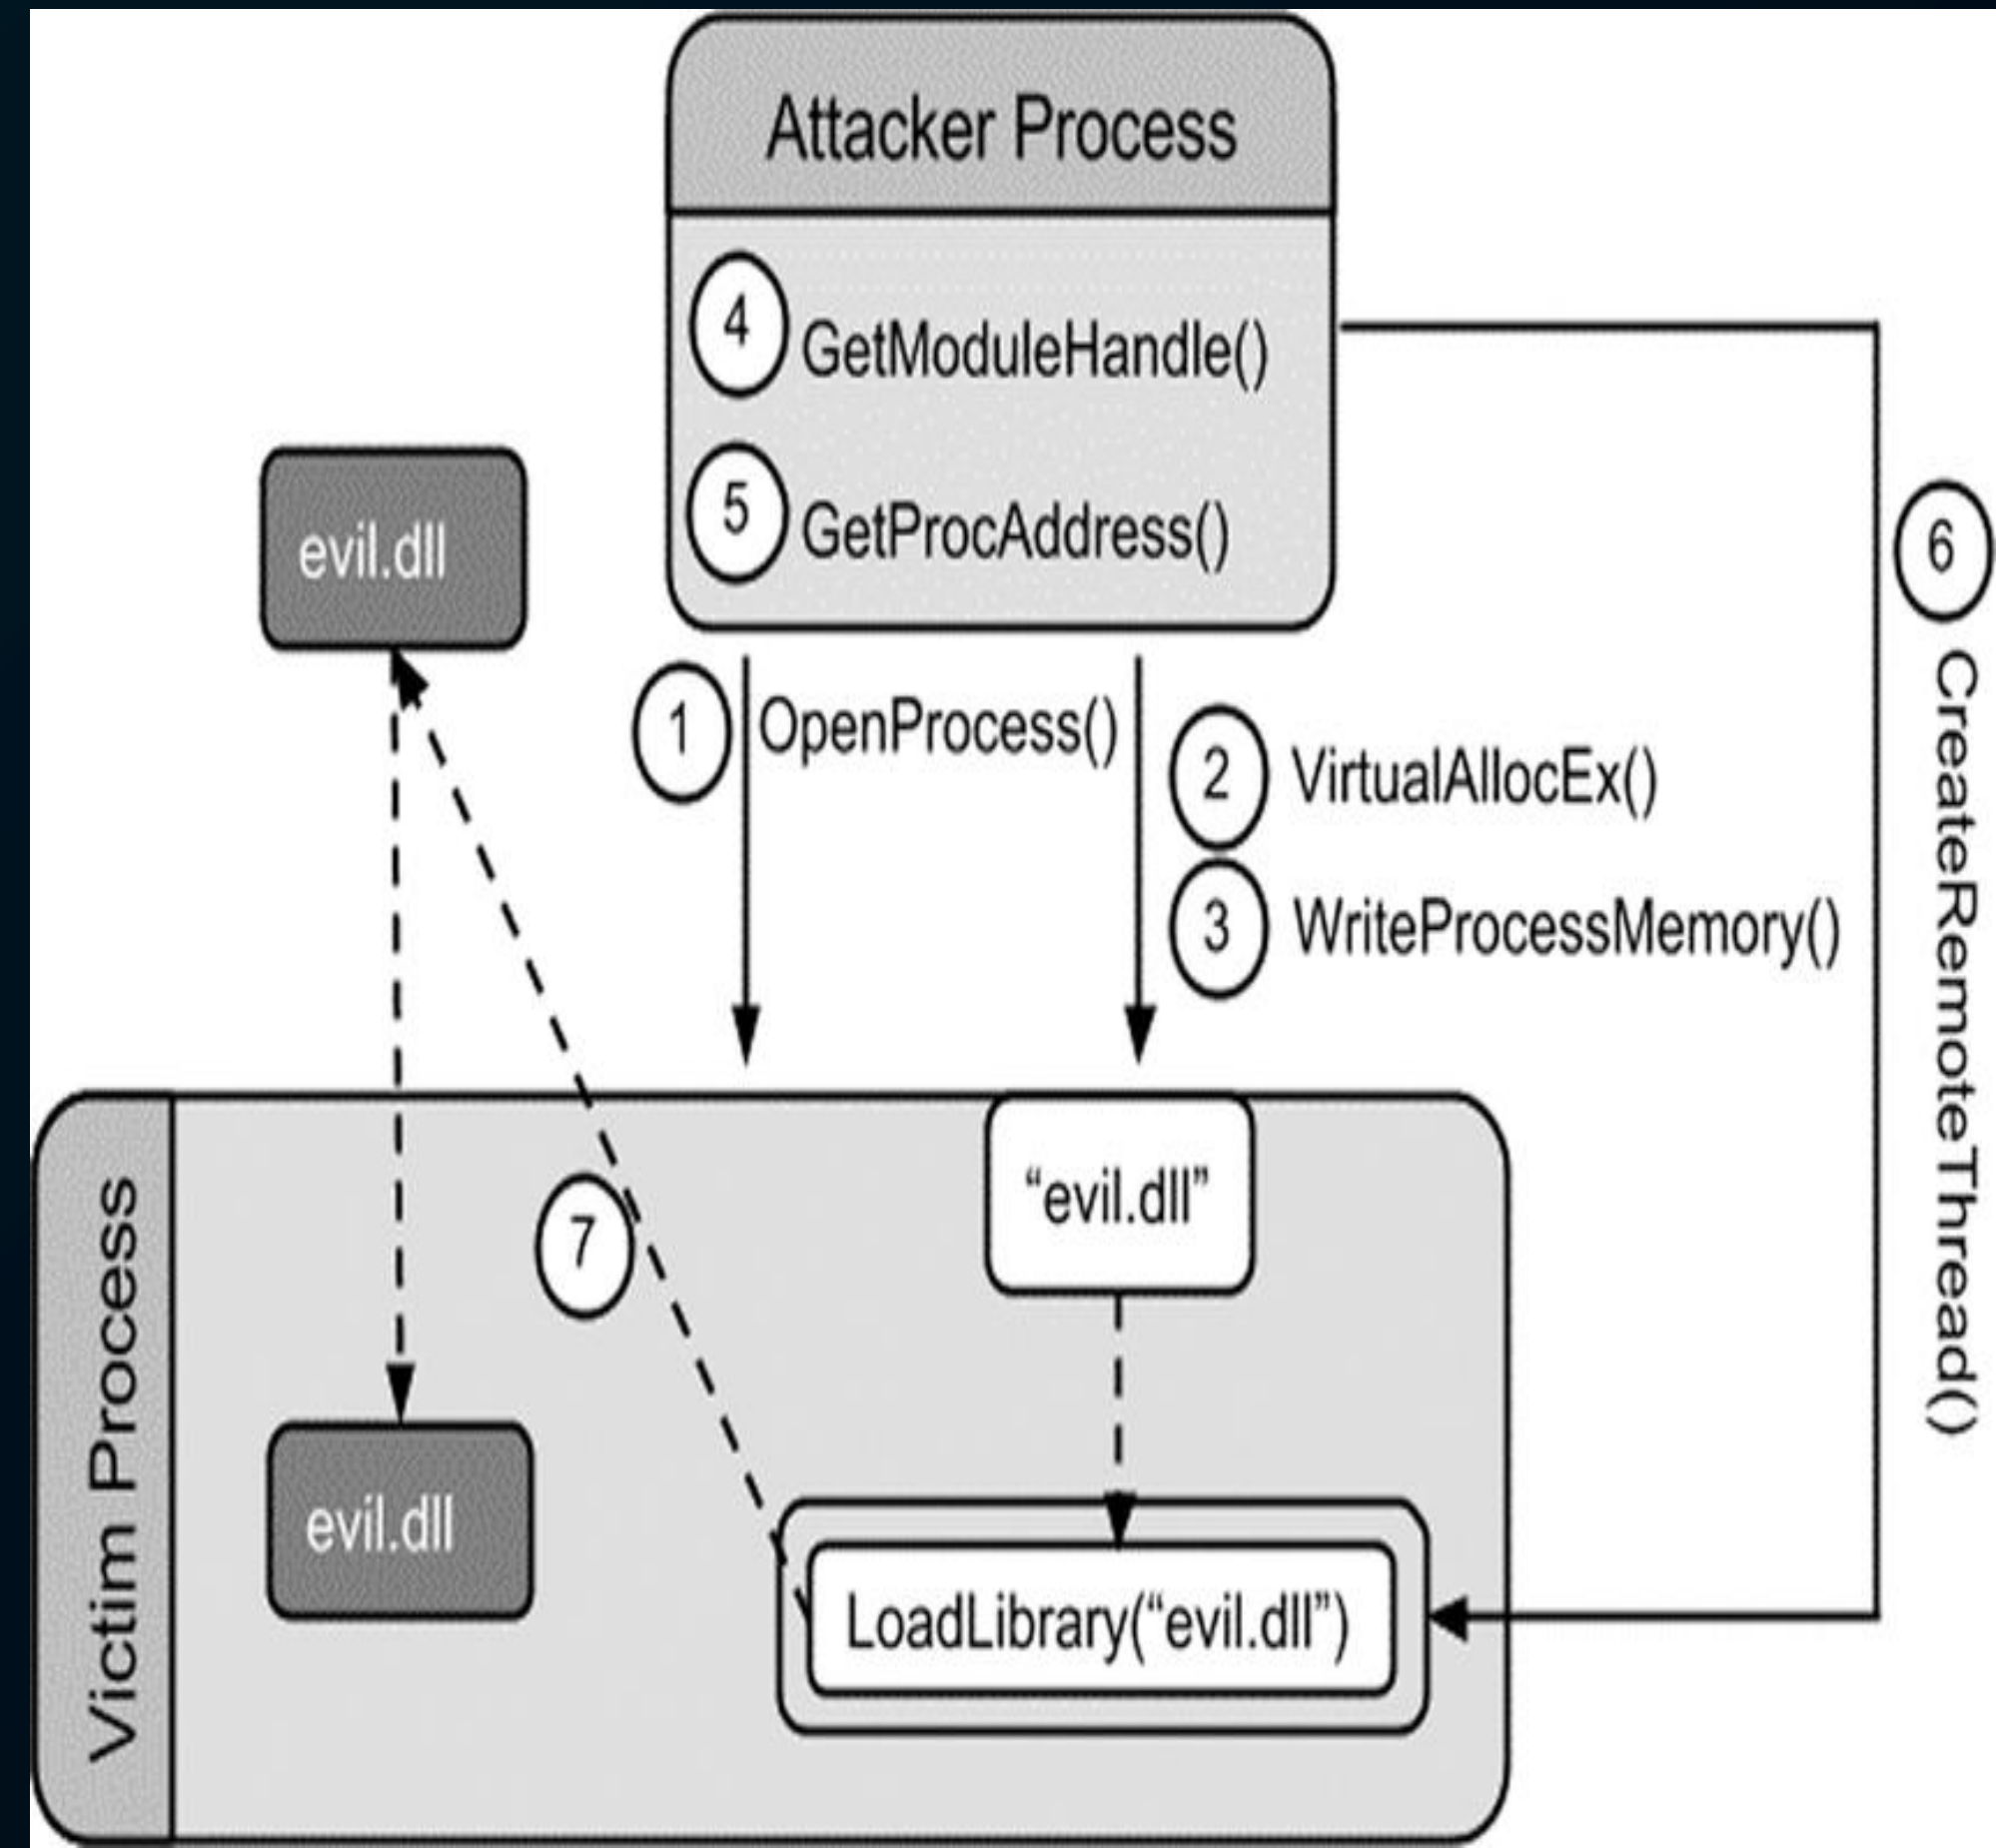 Attacker Process
4 GetModuleHandle()
5 GetProcAddress()
evil.dll
6 CreateRemoteThread()
1 OpenProcess()
2 VirtualAllocEx()
3 WriteProcessMemory()
Victim Process
"evil.dll"
7
evil.dll
LoadLibrary("evil.dll")